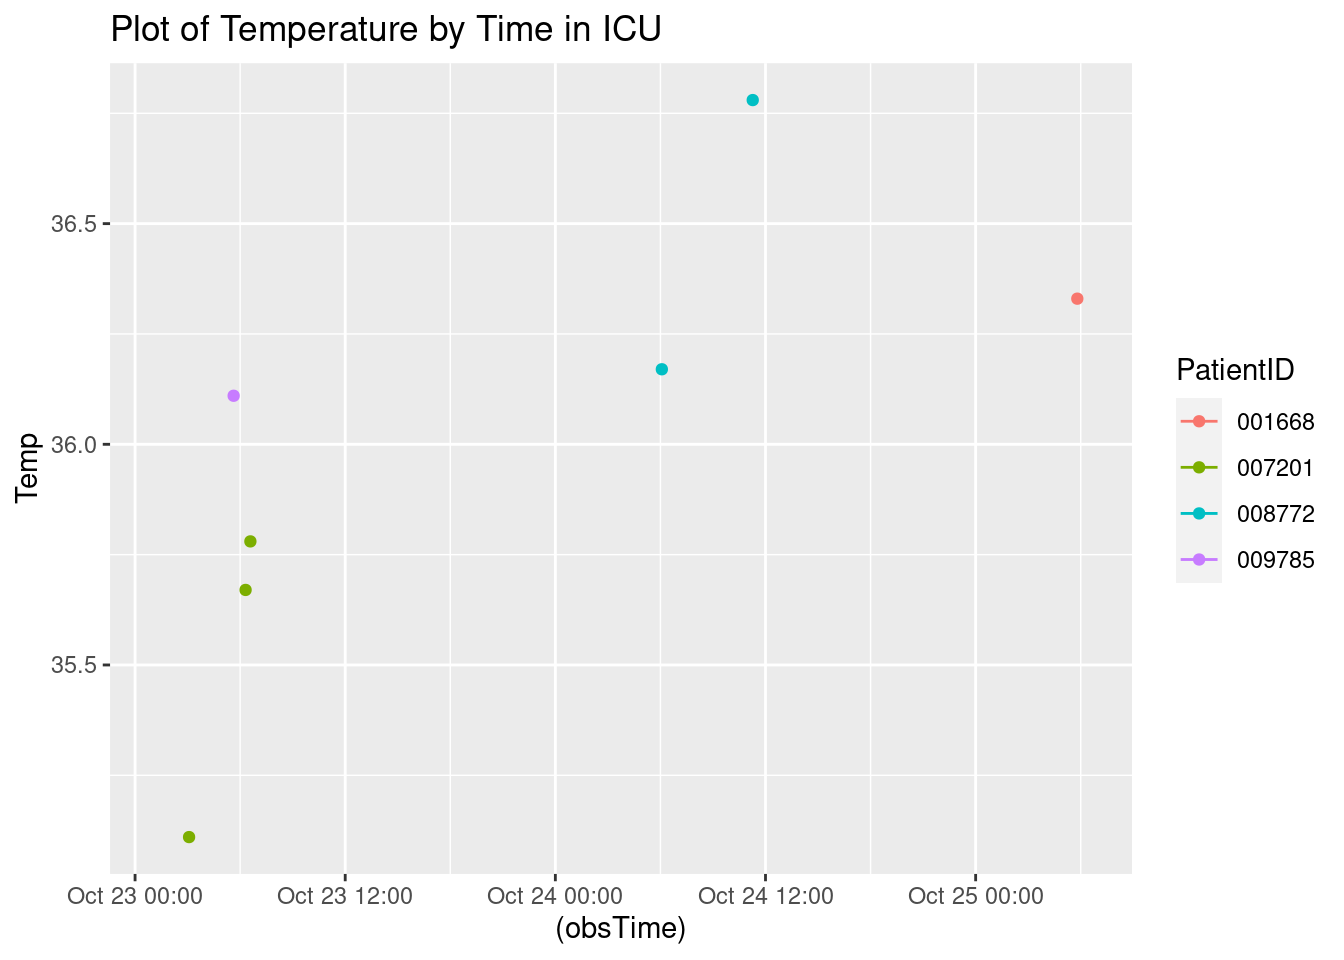 Plot of Temperature by Time in ICU
36.5
36.0
35.5
Temp
Oct 23 00:00
Oct 23 12:00
Oct 24 00:00
Oct 24 12:00
Oct 25 00:00
(obsTime)
PatientID
001668
007201
008772
009785